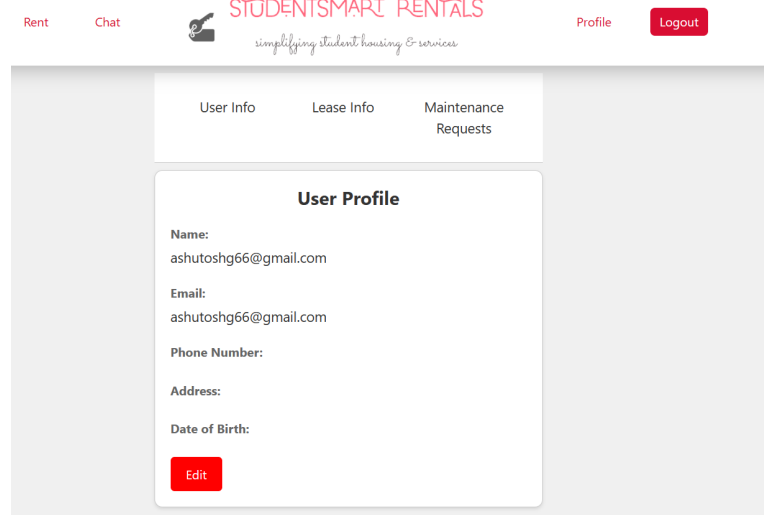 Rent
Chat
STUDENTSMART RENTALS
simplifying student housing & services
Profile
Logout
User Info
Lease Info
Maintenance
Requests
User Profile
Name:
ashutoshg66@gmail.com
Email:
ashutoshg66@gmail.com
Phone Number:
Address:
Date of Birth:
Edit